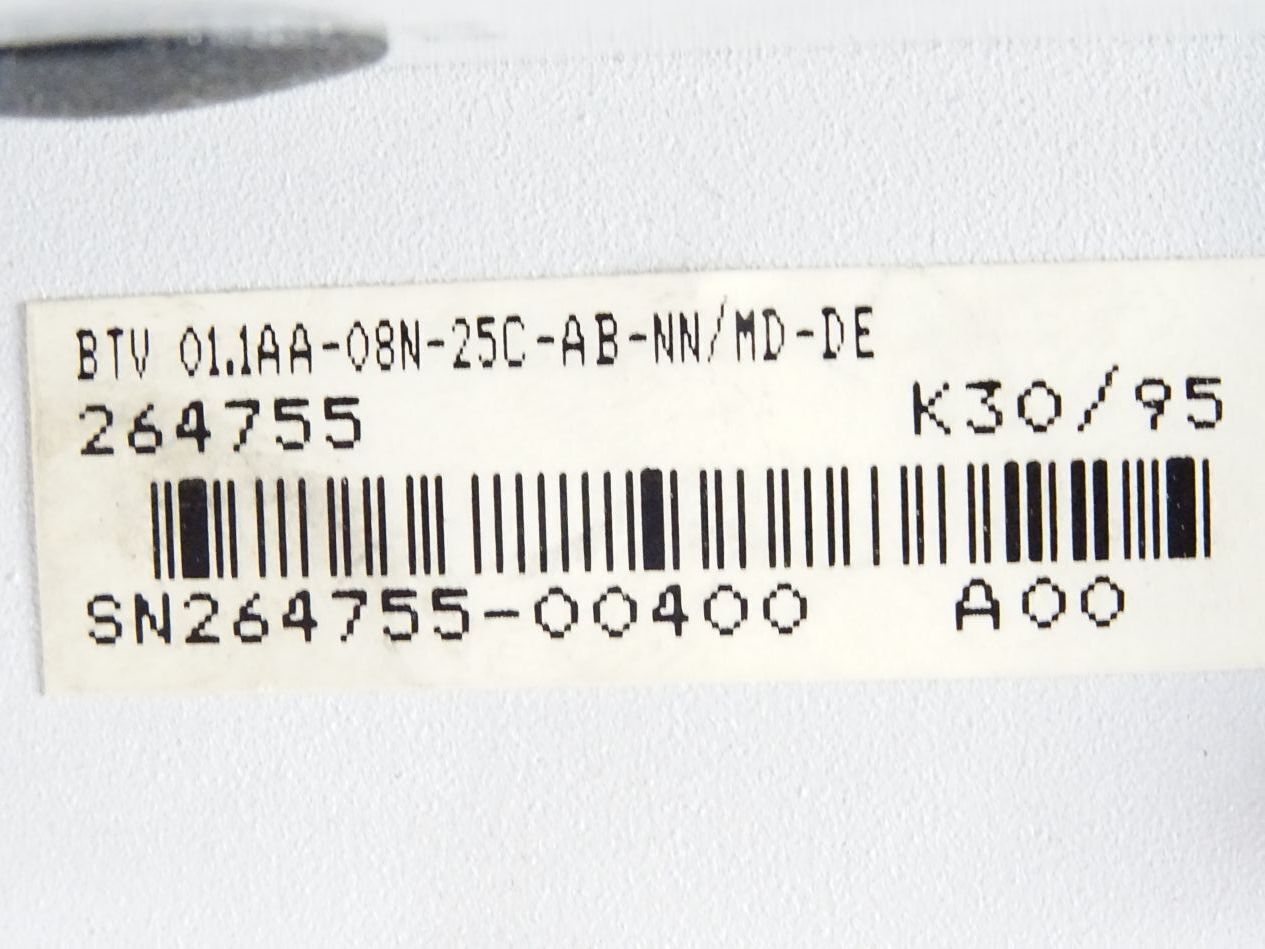 BTV 01.1AA-08N-25C-AB-NN/MD-DE
264755 K30/95
SN264755-00400 A00